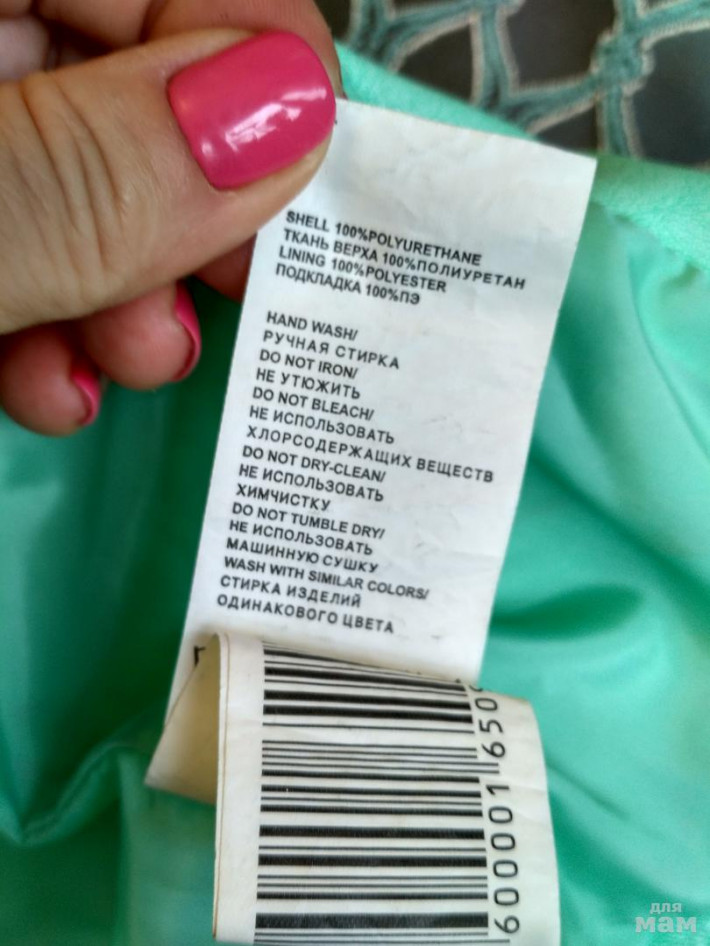 SHELL 100%POLYURETHANE
ТКАНЬ ВЕРХА 100%ПОЛИУРЕТАН
LINING 100%POLYESTER
ПОДКЛАДКА 100%ПЭ
HAND WASH/
РУЧНАЯ СТИРКА
DO NOT IRON/
НЕ УТЮЖИТЬ
DO NOT BLEACH/
НЕ ИСПОЛЬЗОВАТЬ
ХЛОРСОДЕРЖАЩИХ ВЕЩЕСТВ
DO NOT DRY-CLEAN/
НЕ ИСПОЛЬЗОВАТЬ
ХИМЧИСТКУ
DO NOT TUMBLE DRY/
НЕ ИСПОЛЬЗОВАТЬ
МАШИННУЮ СУШКУ
WASH WITH SIMILAR COLORS/
СТИРКА ИЗДЕЛИЙ
ОДИНАКОВОГО ЦВЕТА
600001650
для
мам